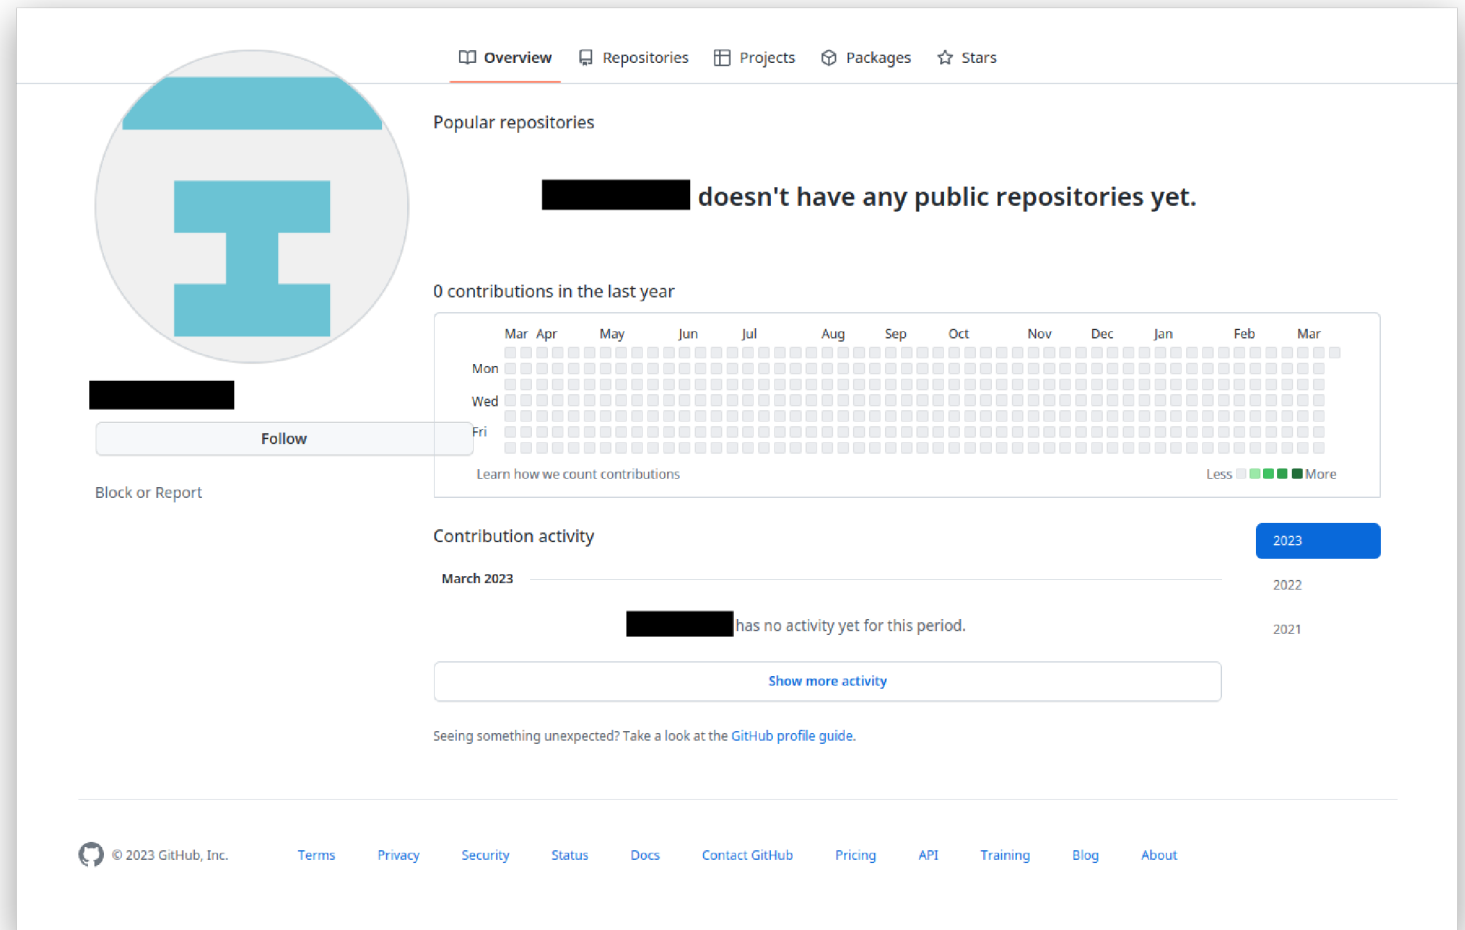 Overview Repositories Projects Packages Stars
Popular repositories
doesn't have any public repositories yet.
0 contributions in the last year
Mar Apr May Jun Jul Aug Sep Oct Nov Dec Jan Feb Mar
Mon
Wed
Fri
Learn how we count contributions Less More
Follow
Block or Report
Contribution activity
2023
2022
2021
March 2023
has no activity yet for this period.
Show more activity
Seeing something unexpected? Take a look at the GitHub profile guide.
© 2023 GitHub, Inc. Terms Privacy Security Status Docs Contact GitHub Pricing API Training Blog About